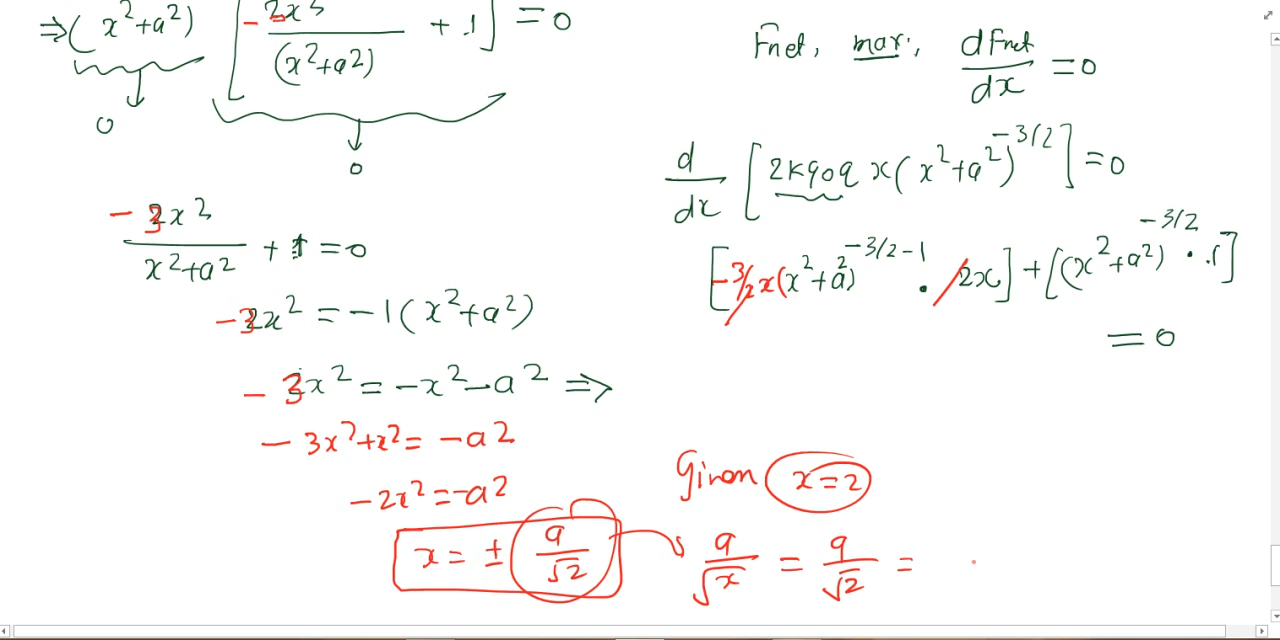 ⇒ (x²+a²) [-3x²/(x²+a²) + 1] = 0
0
0
-3x²/x²+a² + 1 = 0
-3x² = -1(x²+a²)
-3x² = -x²-a² ⇒
-3x²+x² = -a²
-2x² = -a²
x = ± a/√2
Fnet, max, dFnet/dx = 0
d/dx [2kq0q x(x²+a²)^-3/2] = 0
[-3/2 x(x²+a²)^-3/2-1 · 2x] + [(x²+a²)^-3/2 · 1]
= 0
Given x=2
a/√x = a/√2 =